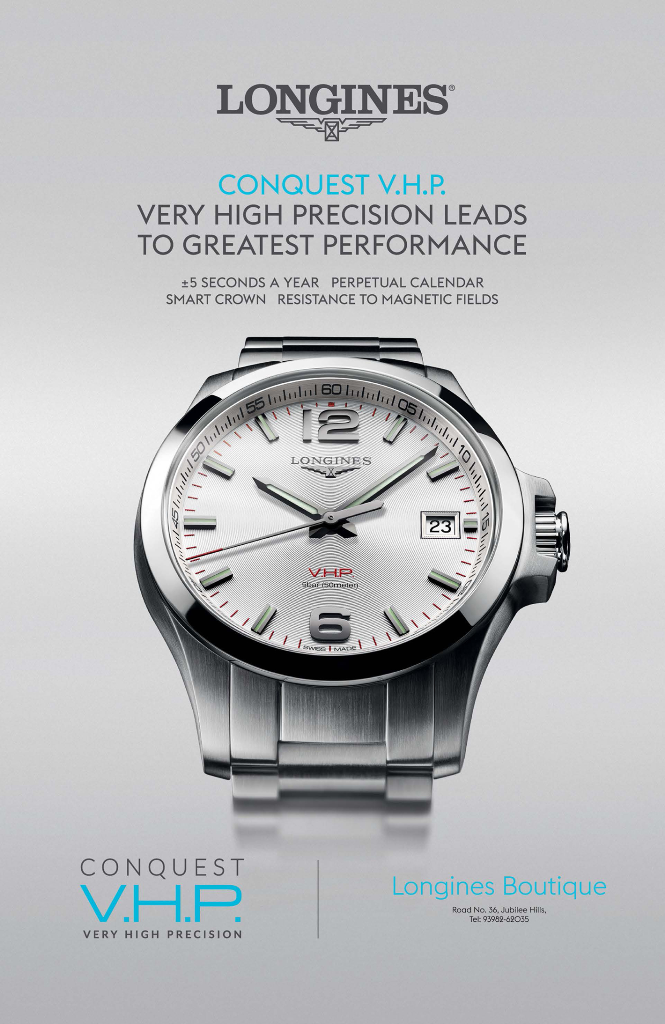 LONGINES®
CONQUEST V.H.P.
VERY HIGH PRECISION LEADS
TO GREATEST PERFORMANCE
±5 SECONDS A YEAR PERPETUAL CALENDAR
SMART CROWN RESISTANCE TO MAGNETIC FIELDS
55 60 05
50 12 10
LONGINES
45 23 15
V.H.P.
5bar (50meter)
6
SWISS MADE
CONQUEST
V.H.P.
VERY HIGH PRECISION
Longines Boutique
Road No. 36, Jubilee Hills,
Tel: 93982-62035